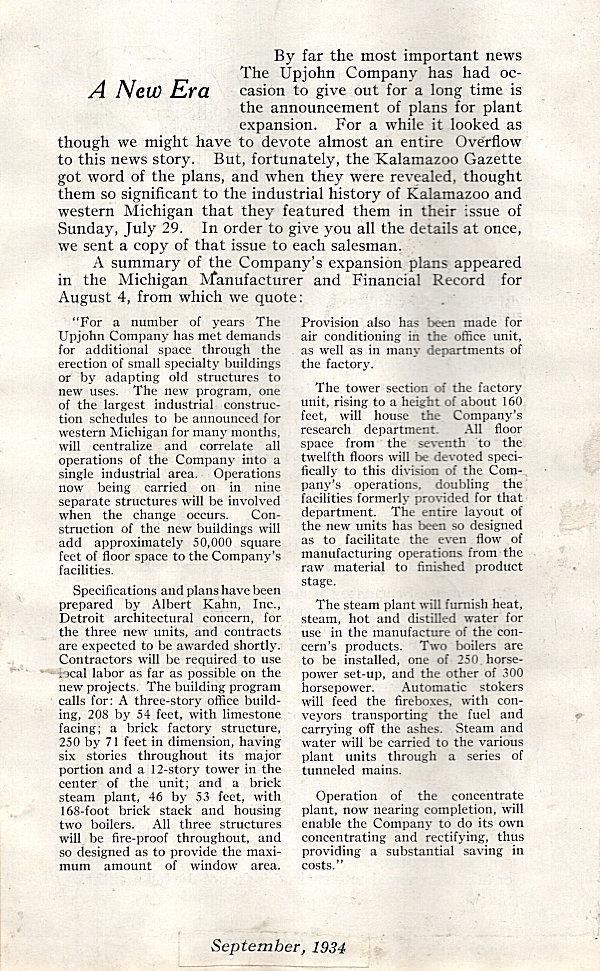 A New Era
By far the most important news
The Upjohn Company has had oc-
casion to give out for a long time is
the announcement of plans for plant
expansion. For a while it looked as
though we might have to devote almost an entire Overflow
to this news story. But, fortunately, the Kalamazoo Gazette
got word of the plans, and when they were revealed, thought
them so significant to the industrial history of Kalamazoo and
western Michigan that they featured them in their issue of
Sunday, July 29. In order to give you all the details at once,
we sent a copy of that issue to each salesman.
A summary of the Company's expansion plans appeared
in the Michigan Manufacturer and Financial Record for
August 4, from which we quote:
"For a number of years The
Upjohn Company has met demands
for additional space through the
erection of small specialty buildings
or by adapting old structures to
new uses. The new program, one
of the largest industrial construc-
tion schedules to be announced for
western Michigan for many months,
will centralize and correlate all
operations of the Company into a
single industrial area. Operations
now being carried on in nine
separate structures will be involved
when the change occurs. Con-
struction of the new buildings will
add approximately 50,000 square
feet of floor space to the Company's
facilities.
Specifications and plans have been
prepared by Albert Kahn, Inc.,
Detroit architectural concern, for
the three new units, and contracts
are expected to be awarded shortly.
Contractors will be required to use
local labor as far as possible on the
new projects. The building program
calls for: A three-story office build-
ing, 208 by 54 feet, with limestone
facing; a brick factory structure,
250 by 71 feet in dimension, having
six stories throughout its major
portion and a 12-story tower in the
center of the unit; and a brick
steam plant, 46 by 53 feet, with
168-foot brick stack and housing
two boilers. All three structures
will be fire-proof throughout, and
so designed as to provide the maxi-
mum amount of window area.
Provision also has been made for
air conditioning in the office unit,
as well as in many departments of
the factory.
The tower section of the factory
unit, rising to a height of about 160
feet, will house the Company's
research department. All floor
space from the seventh to the
twelfth floors will be devoted speci-
fically to this division of the Com-
pany's operations, doubling the
facilities formerly provided for that
department. The entire layout of
the new units has been so designed
as to facilitate the even flow of
manufacturing operations from the
raw material to finished product
stage.
The steam plant will furnish heat,
steam, hot and distilled water for
use in the manufacture of the con-
cern's products. Two boilers are
to be installed, one of 250 horse-
power set-up, and the other of 300
horsepower. Automatic stokers
will feed the fireboxes, with con-
veyors transporting the fuel and
carrying off the ashes. Steam and
water will be carried to the various
plant units through a series of
tunneled mains.
Operation of the concentrate
plant, now nearing completion, will
enable the Company to do its own
concentrating and rectifying, thus
providing a substantial saving in
costs."
September, 1934